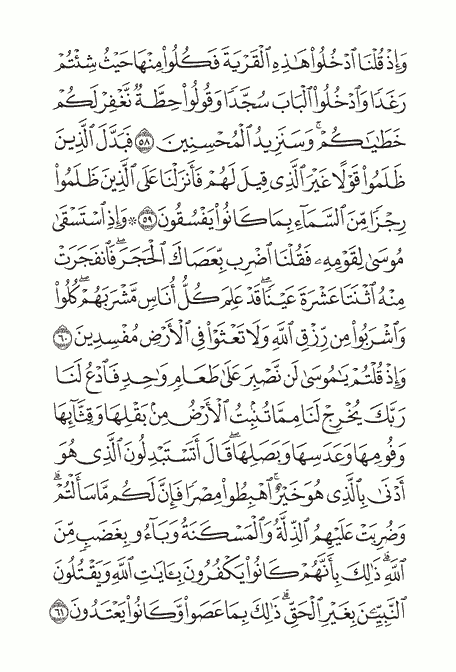 وَإِذْ قُلْنَا ٱدْخُلُوا۟ هَـٰذِهِ ٱلْقَرْيَةَ فَكُلُوا۟ مِنْهَا حَيْثُ شِئْتُمْ
رَغَدًا وَٱدْخُلُوا۟ ٱلْبَابَ سُجَّدًا وَقُولُوا۟ حِطَّةٌ نَّغْفِرْ لَكُمْ
خَطَـٰيَـٰكُمْ ۚ وَسَنَزِيدُ ٱلْمُحْسِنِينَ ٥٨ فَبَدَّلَ ٱلَّذِينَ
ظَلَمُوا۟ قَوْلًا غَيْرَ ٱلَّذِى قِيلَ لَهُمْ فَأَنزَلْنَا عَلَى ٱلَّذِينَ ظَلَمُوا۟
رِجْزًا مِّنَ ٱلسَّمَآءِ بِمَا كَانُوا۟ يَفْسُقُونَ ٥٩ ۞ وَإِذِ ٱسْتَسْقَىٰ
مُوسَىٰ لِقَوْمِهِۦ فَقُلْنَا ٱضْرِب بِّعَصَاكَ ٱلْحَجَرَ ۖ فَٱنفَجَرَتْ
مِنْهُ ٱثْنَتَا عَشْرَةَ عَيْنًا ۖ قَدْ عَلِمَ كُلُّ أُنَاسٍ مَّشْرَبَهُمْ ۖ كُلُوا۟
وَٱشْرَبُوا۟ مِن رِّزْقِ ٱللَّهِ وَلَا تَعْثَوْا۟ فِى ٱلْأَرْضِ مُفْسِدِينَ ٦٠
وَإِذْ قُلْتُمْ يَـٰمُوسَىٰ لَن نَّصْبِرَ عَلَىٰ طَعَامٍ وَٰحِدٍ فَٱدْعُ لَنَا
رَبَّكَ يُخْرِجْ لَنَا مِمَّا تُنۢبِتُ ٱلْأَرْضُ مِنۢ بَقْلِهَا وَقِثَّآئِهَا
وَفُومِهَا وَعَدَسِهَا وَبَصَلِهَا ۖ قَالَ أَتَسْتَبْدِلُونَ ٱلَّذِى هُوَ
أَدْنَىٰ بِٱلَّذِى هُوَ خَيْرٌ ۚ ٱهْبِطُوا۟ مِصْرًا فَإِنَّ لَكُم مَّا سَأَلْتُمْ ۗ
وَضُرِبَتْ عَلَيْهِمُ ٱلذِّلَّةُ وَٱلْمَسْكَنَةُ وَبَآءُو بِغَضَبٍ مِّنَ
ٱللَّهِ ۗ ذَٰلِكَ بِأَنَّهُمْ كَانُوا۟ يَكْفُرُونَ بِـَٔايَـٰتِ ٱللَّهِ وَيَقْتُلُونَ
ٱلنَّبِيِّـۧنَ بِغَيْرِ ٱلْحَقِّ ۗ ذَٰلِكَ بِمَا عَصَوا۟ وَّكَانُوا۟ يَعْتَدُونَ ٦١